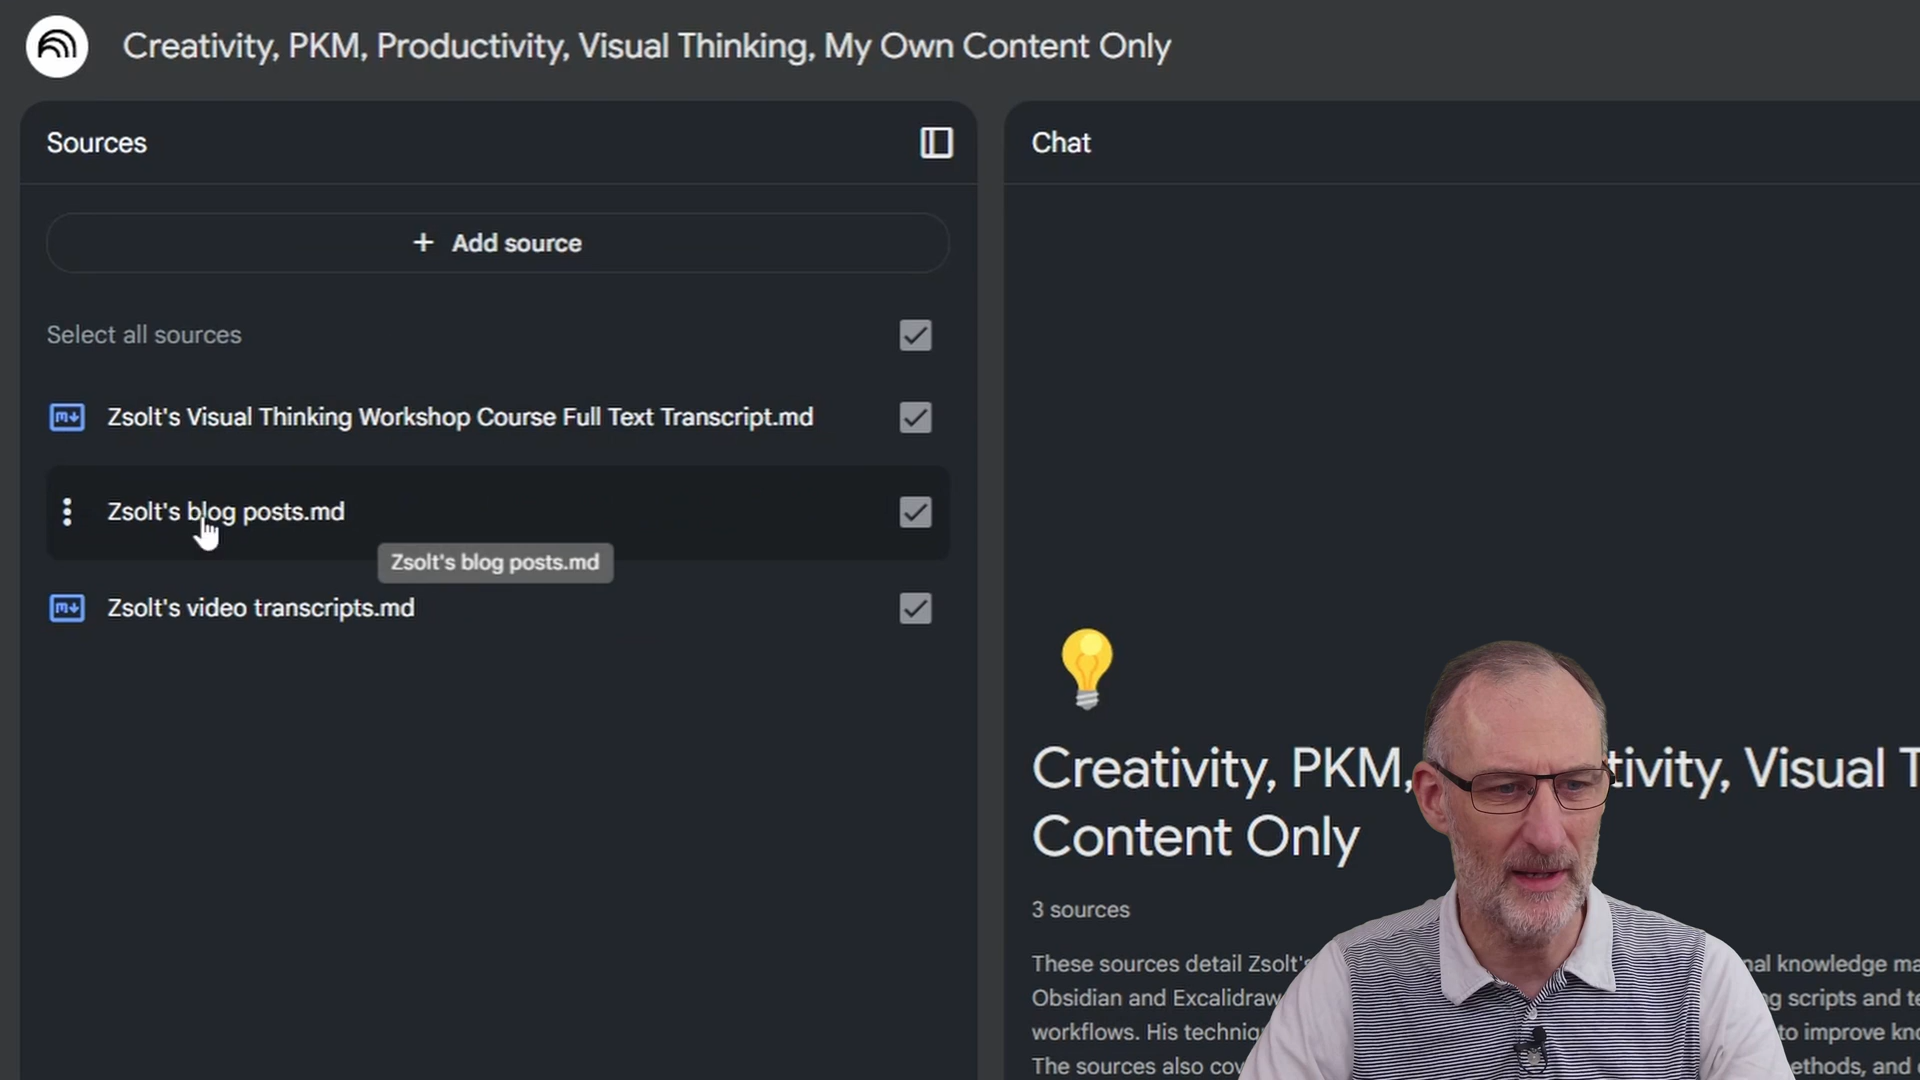 Creativity, PKM, Productivity, Visual Thinking, My Own Content Only
Sources
Chat
+ Add source
Select all sources
Zsolt's Visual Thinking Workshop Course Full Text Transcript.md
Zsolt's blog posts.md
Zsolt's blog posts.md
Zsolt's video transcripts.md
Creativity, PKM, tivity, Visual T
Content Only
3 sources
These sources detail Zsolt's nal knowledge ma
Obsidian and Excalidraw scripts and te
workflows. His to improve kno
The sources also ethods, and